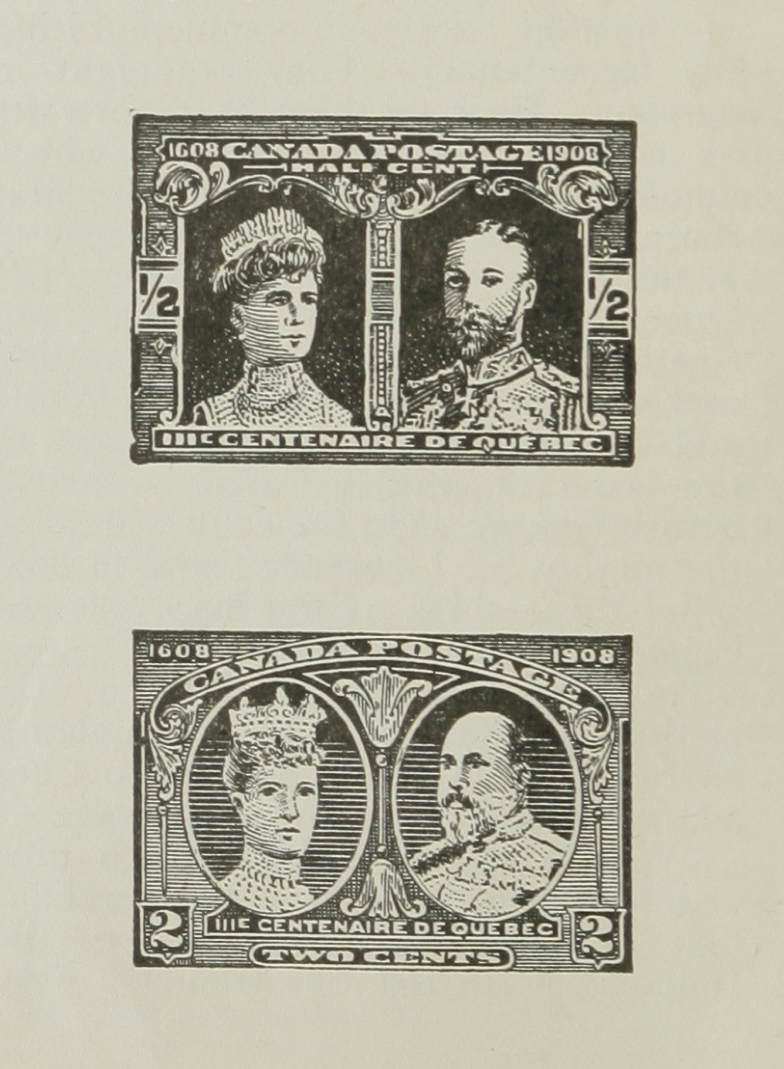 1608 CANADA POSTAGE 1908
HALF CENT
1/2 1/2
IIIE CENTENAIRE DE QUÉBEC
1608 1908
CANADA POSTAGE
2 IIIE CENTENAIRE DE QUEBEC 2
TWO CENTS